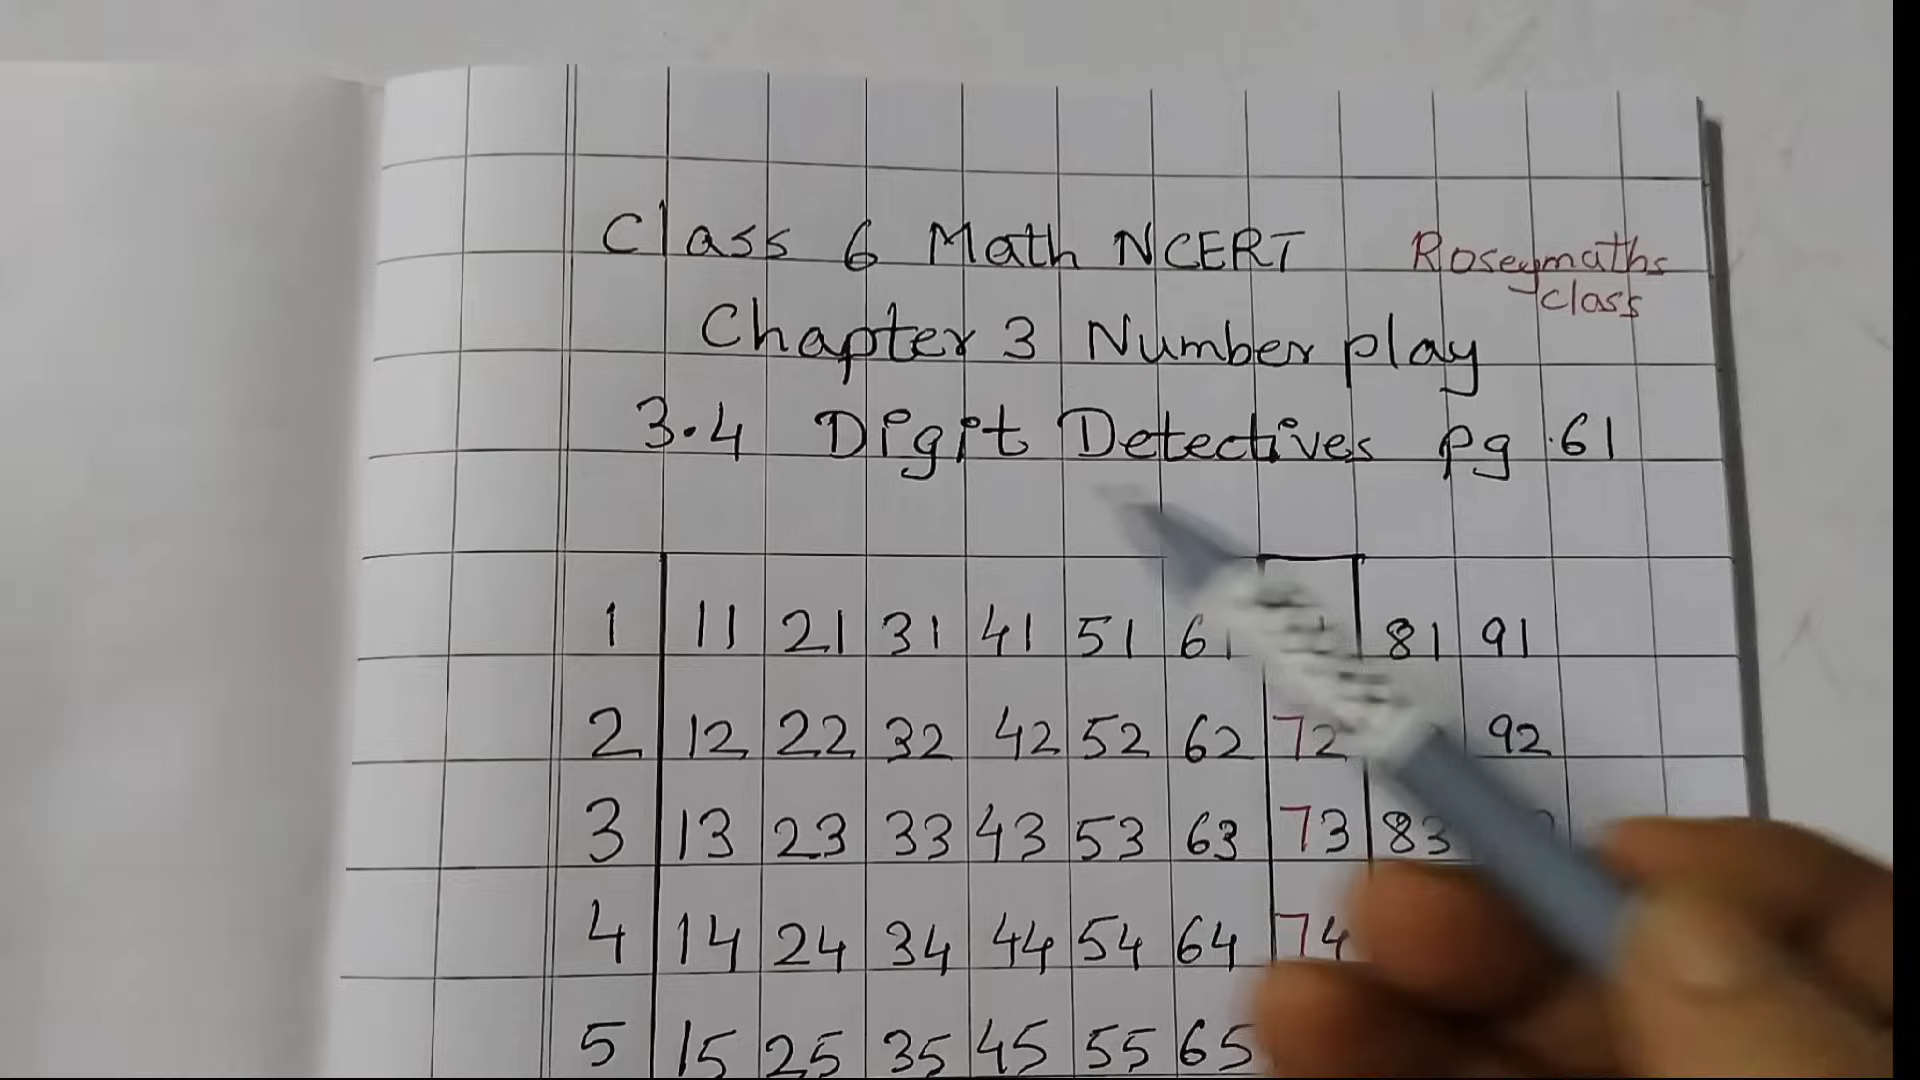 Class 6 Math NCERT
Roseymaths
class
Chapter 3 Number play
3.4 Digit Detectives pg.61
1 11 21 31 41 51 61 81 91
2 12 22 32 42 52 62 72 92
3 13 23 33 43 53 63 73 83
4 14 24 34 44 54 64 74
5 15 25 35 45 55 65